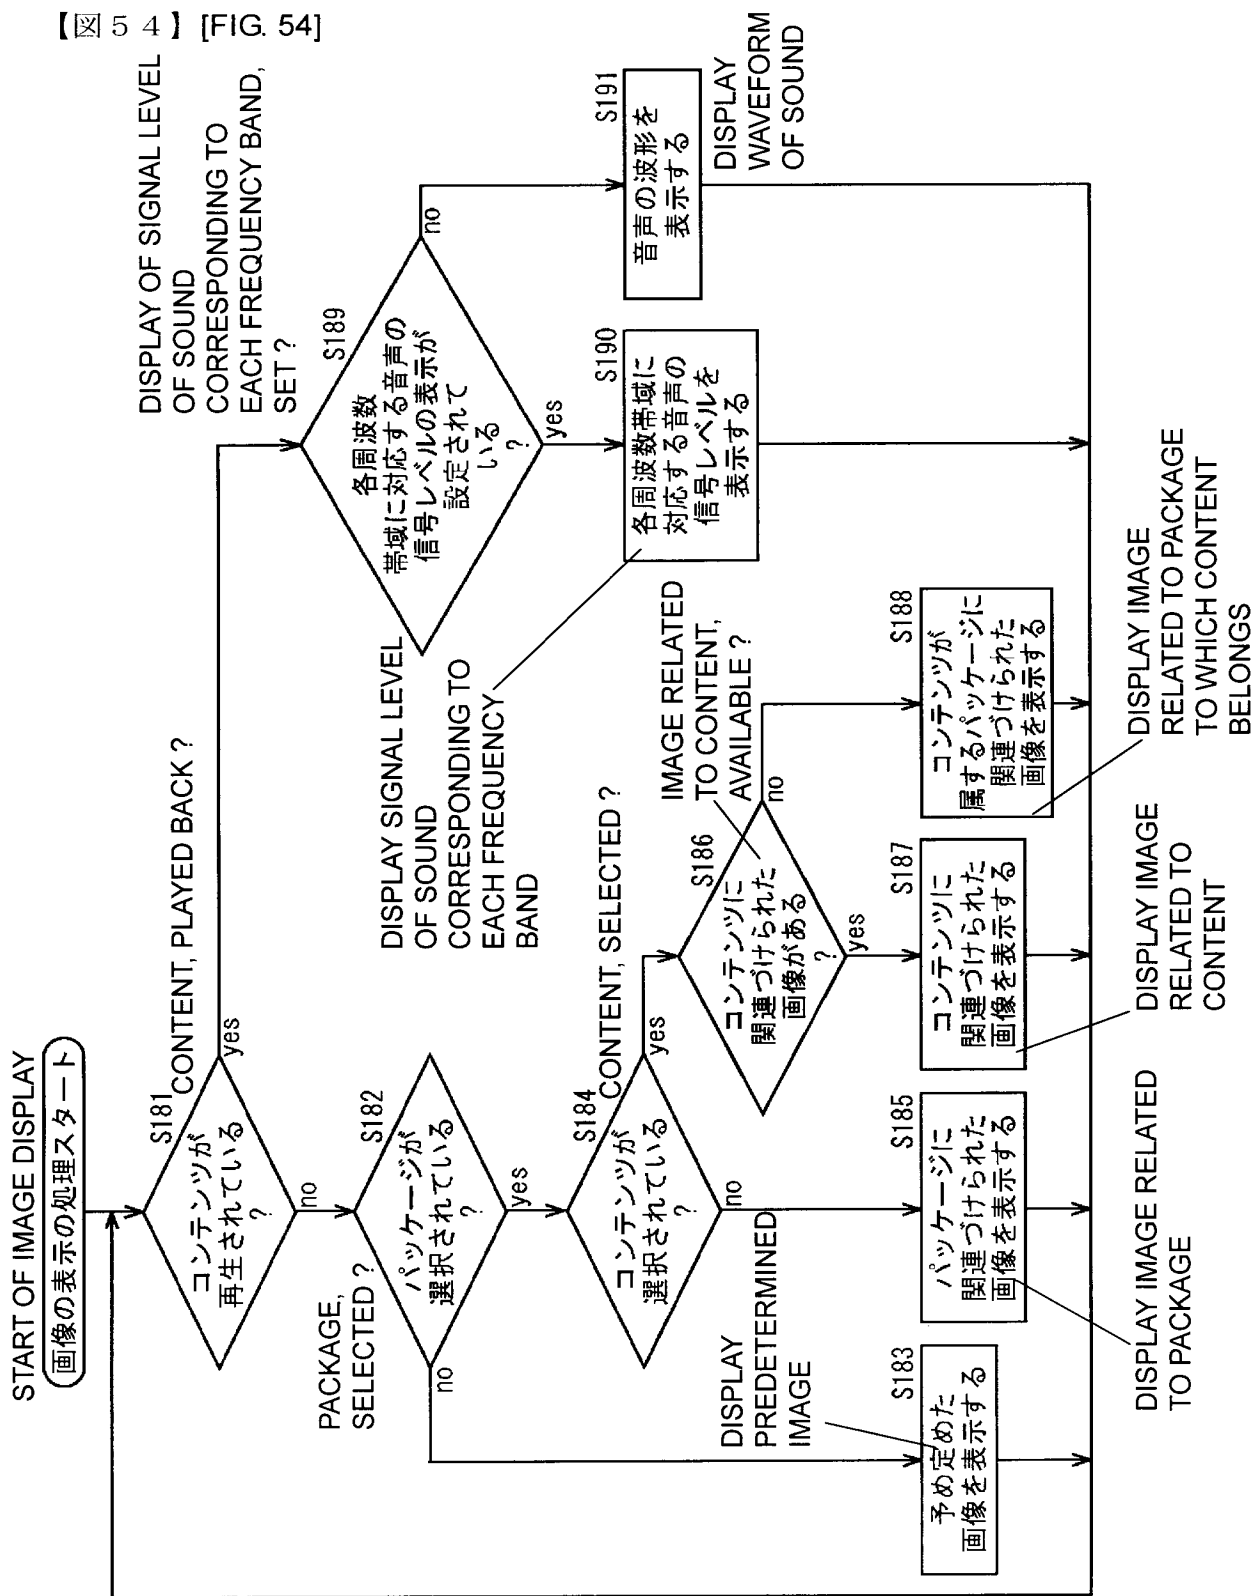 【図５４】 [FIG. 54]
START OF IMAGE DISPLAY
画像の表示の処理スタート
S181
CONTENT, PLAYED BACK ?
コンテンツが
再生されている
?
yes
no
S182
PACKAGE,
SELECTED ?
パッケージが
選択されている
?
yes
no
S184
CONTENT, SELECTED ?
コンテンツが
選択されている
?
yes
no
S186
IMAGE RELATED
TO CONTENT,
AVAILABLE ?
コンテンツに
関連づけられた
画像がある
?
yes
no
S189
DISPLAY OF SIGNAL LEVEL
OF SOUND
CORRESPONDING TO
EACH FREQUENCY BAND,
SET ?
各周波数
帯域に対応する音声の
信号レベルの表示が
設定されて
いる
?
yes
no
DISPLAY SIGNAL LEVEL
OF SOUND
CORRESPONDING TO
EACH FREQUENCY
BAND
S190
各周波数帯域に
対応する音声の
信号レベルを
表示する
S191
音声の波形を
表示する
DISPLAY
WAVEFORM
OF SOUND
DISPLAY
PREDETERMINED
IMAGE
S183
予め定めた
画像を表示する
S185
パッケージに
関連づけられた
画像を表示する
DISPLAY IMAGE RELATED
TO PACKAGE
S187
コンテンツに
関連づけられた
画像を表示する
DISPLAY IMAGE
RELATED TO
CONTENT
S188
コンテンツが
属するパッケージに
関連づけられた
画像を表示する
DISPLAY IMAGE
RELATED TO PACKAGE
TO WHICH CONTENT
BELONGS